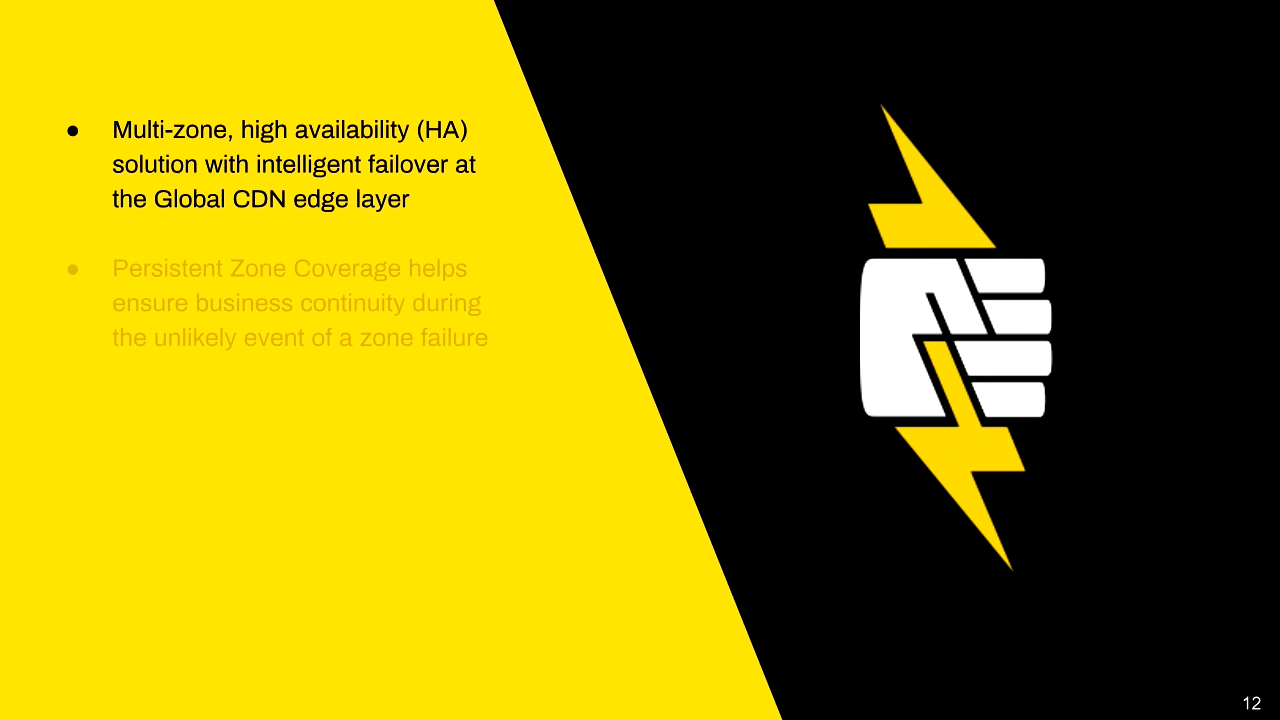 ● Multi-zone, high availability (HA)
solution with intelligent failover at
the Global CDN edge layer
● Persistent Zone Coverage helps
ensure business continuity during
the unlikely event of a zone failure
12